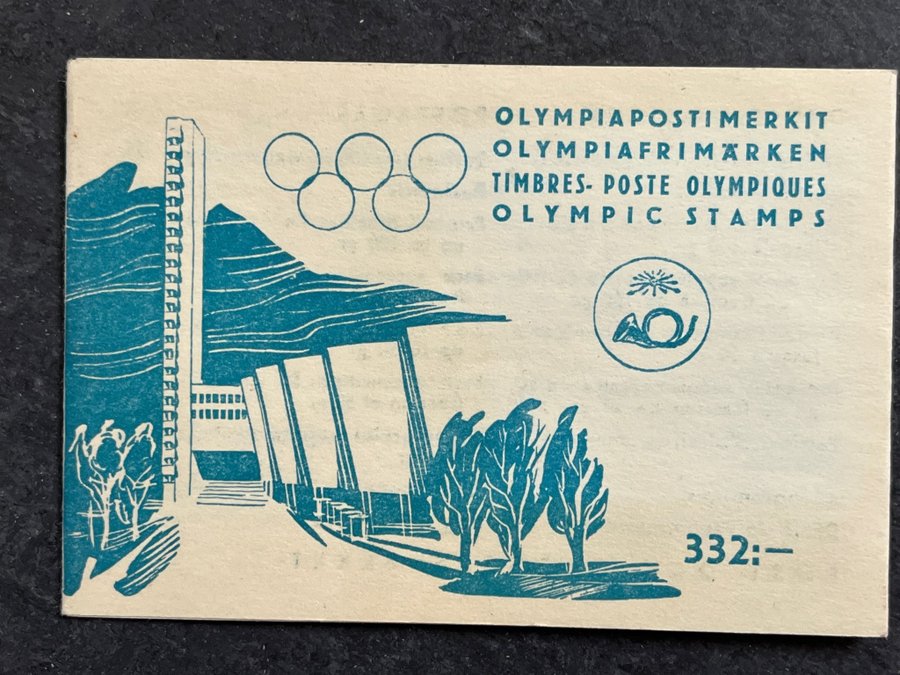 OLYMPIAPOSTIMERKIT
OLYMPIAFRIMÄRKEN
TIMBRES-POSTE OLYMPIQUES
OLYMPIC STAMPS
332:—